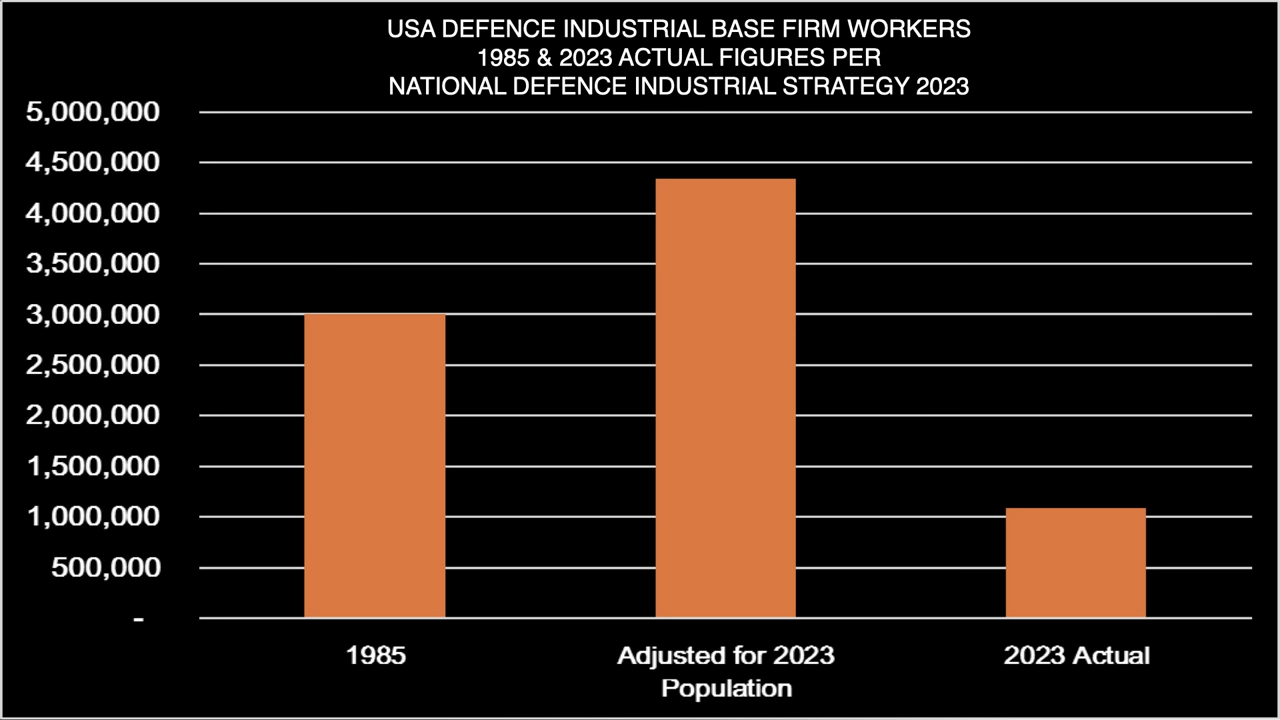 USA DEFENCE INDUSTRIAL BASE FIRM WORKERS
1985 & 2023 ACTUAL FIGURES PER
NATIONAL DEFENCE INDUSTRIAL STRATEGY 2023
5,000,000
4,500,000
4,000,000
3,500,000
3,000,000
2,500,000
2,000,000
1,500,000
1,000,000
500,000
-
1985
Adjusted for 2023
Population
2023 Actual